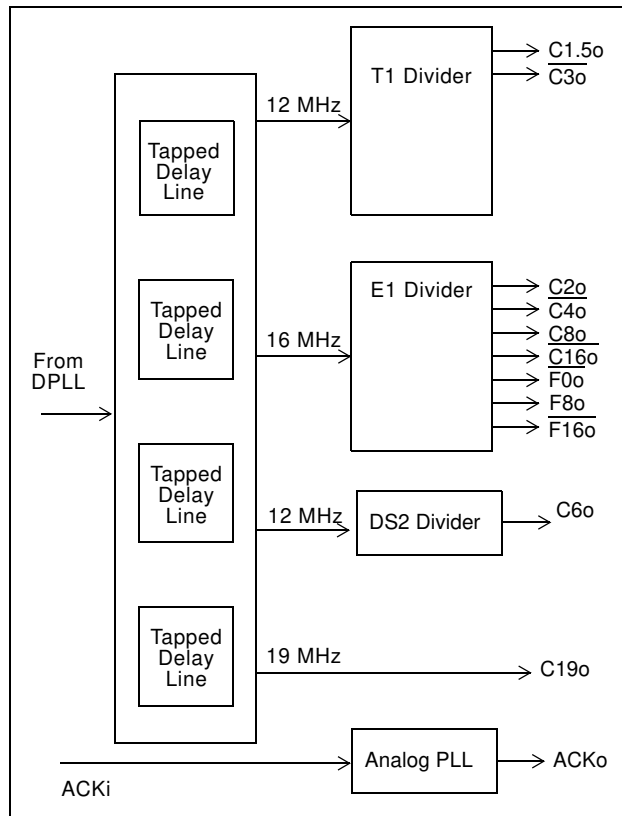 T1 Divider
C1.5o
C3o
12 MHz
Tapped
Delay
Line
E1 Divider
C2o
C4o
C8o
C16o
F0o
F8o
F16o
Tapped
Delay
Line
16 MHz
From
DPLL
Tapped
Delay
Line
12 MHz
DS2 Divider
C6o
Tapped
Delay
Line
19 MHz
C19o
Analog PLL
ACKo
ACKi